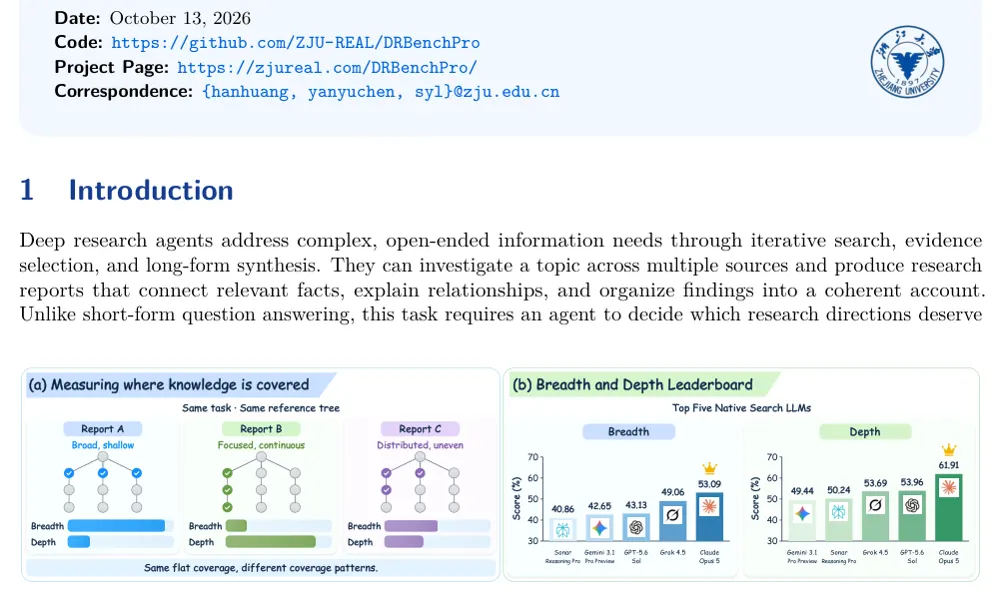 Date: October 13, 2026
Code: https://github.com/ZJU-REAL/DRBenchPro
Project Page: https://zjureal.com/DRBenchPro/
Correspondence: {hanhuang, yanyuchen, syl}@zju.edu.cn
ZHEJIANG UNIVERSITY
1897
1 Introduction
Deep research agents address complex, open-ended information needs through iterative search, evidence
selection, and long-form synthesis. They can investigate a topic across multiple sources and produce research
reports that connect relevant facts, explain relationships, and organize findings into a coherent account.
Unlike short-form question answering, this task requires an agent to decide which research directions deserve
(a) Measuring where knowledge is covered
Same task · Same reference tree
Report A
Broad, shallow
Breadth
Depth
Report B
Focused, continuous
Breadth
Depth
Report C
Distributed, uneven
Breadth
Depth
Same flat coverage, different coverage patterns.
(b) Breadth and Depth Leaderboard
Top Five Native Search LLMs
Breadth
Score (%)
70
60
50
40
30
40.86
42.65
43.13
49.06
53.09
Sonar
Reasoning Pro
Gemini 3.1
Pro Preview
GPT-5.6
Sol
Grok 4.5
Claude
Opus 5
Depth
Score (%)
70
60
50
40
30
49.44
50.24
53.69
53.96
61.91
Gemini 3.1
Pro Preview
Sonar
Reasoning Pro
Grok 4.5
GPT-5.6
Sol
Claude
Opus 5